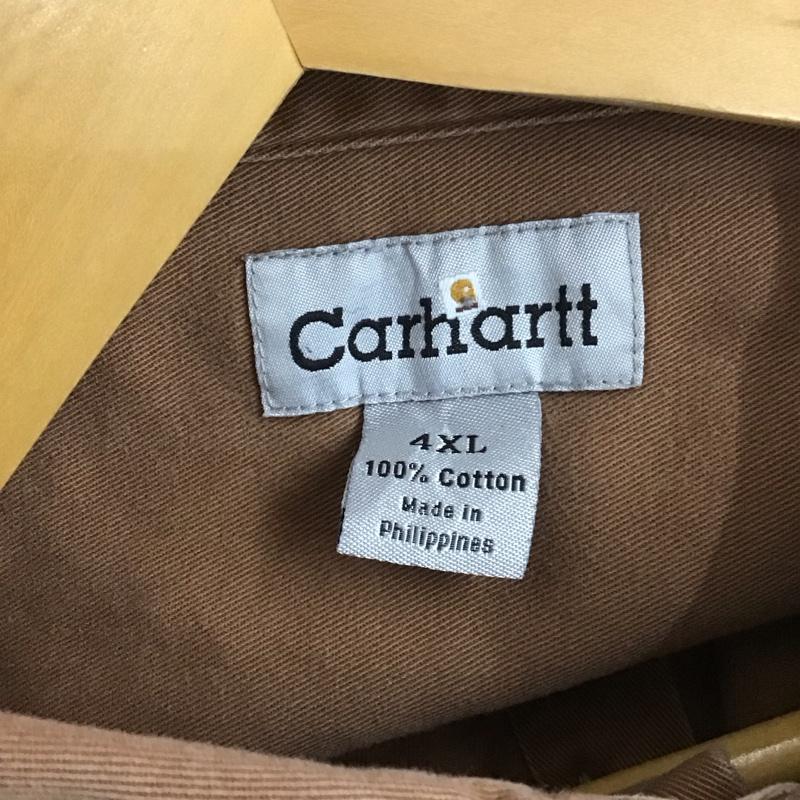 Carhartt
4XL
100% Cotton
Made in
Philippines